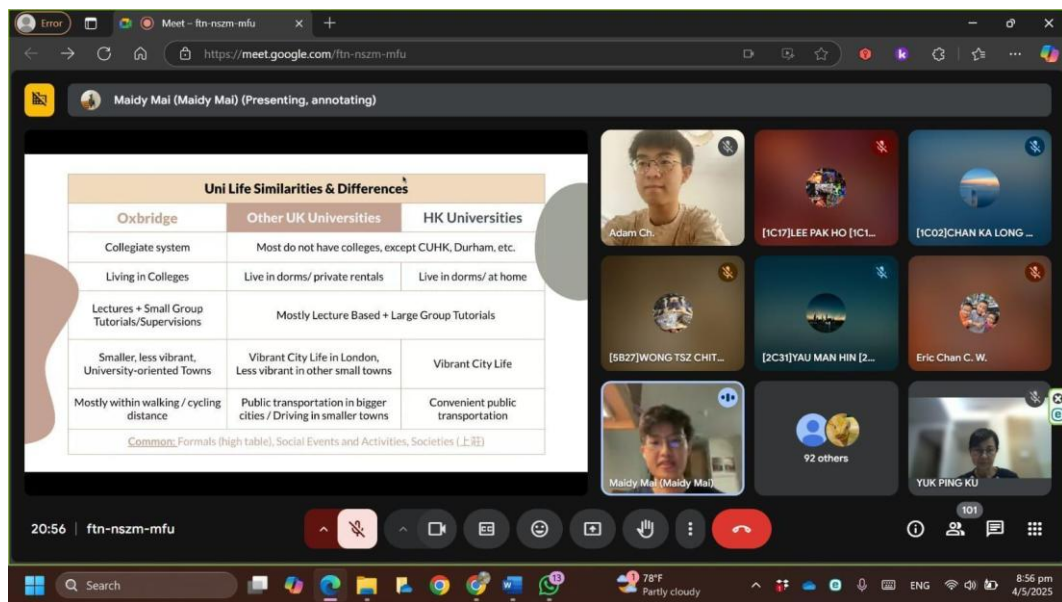 Error
Meet – ftn-nszm-mfu
https://meet.google.com/ftn-nszm-mfu
Maidy Mai (Maidy Mai) (Presenting, annotating)
Uni Life Similarities & Differences
Oxbridge
Other UK Universities
HK Universities
Collegiate system
Most do not have colleges, except CUHK, Durham, etc.
Living in Colleges
Live in dorms/ private rentals
Live in dorms/ at home
Lectures + Small Group
Tutorials/Supervisions
Mostly Lecture Based + Large Group Tutorials
Smaller, less vibrant,
University-oriented Towns
Vibrant City Life in London,
Less vibrant in other small towns
Vibrant City Life
Mostly within walking / cycling
distance
Public transportation in bigger
cities / Driving in smaller towns
Convenient public
transportation
Common: Formals (high table), Social Events and Activities, Societies (上莊)
Adam Ch.
[1C17]LEE PAK HO [1C1...
[1C02]CHAN KA LONG ...
[5B27]WONG TSZ CHIT...
[2C31]YAU MAN HIN [2...
Eric Chan C. W.
Maidy Mai (Maidy Mai)
92 others
YUK PING KU
20:56 | ftn-nszm-mfu
101
Search
13
1
78°F
Partly cloudy
ENG
8:56 pm
4/5/2025